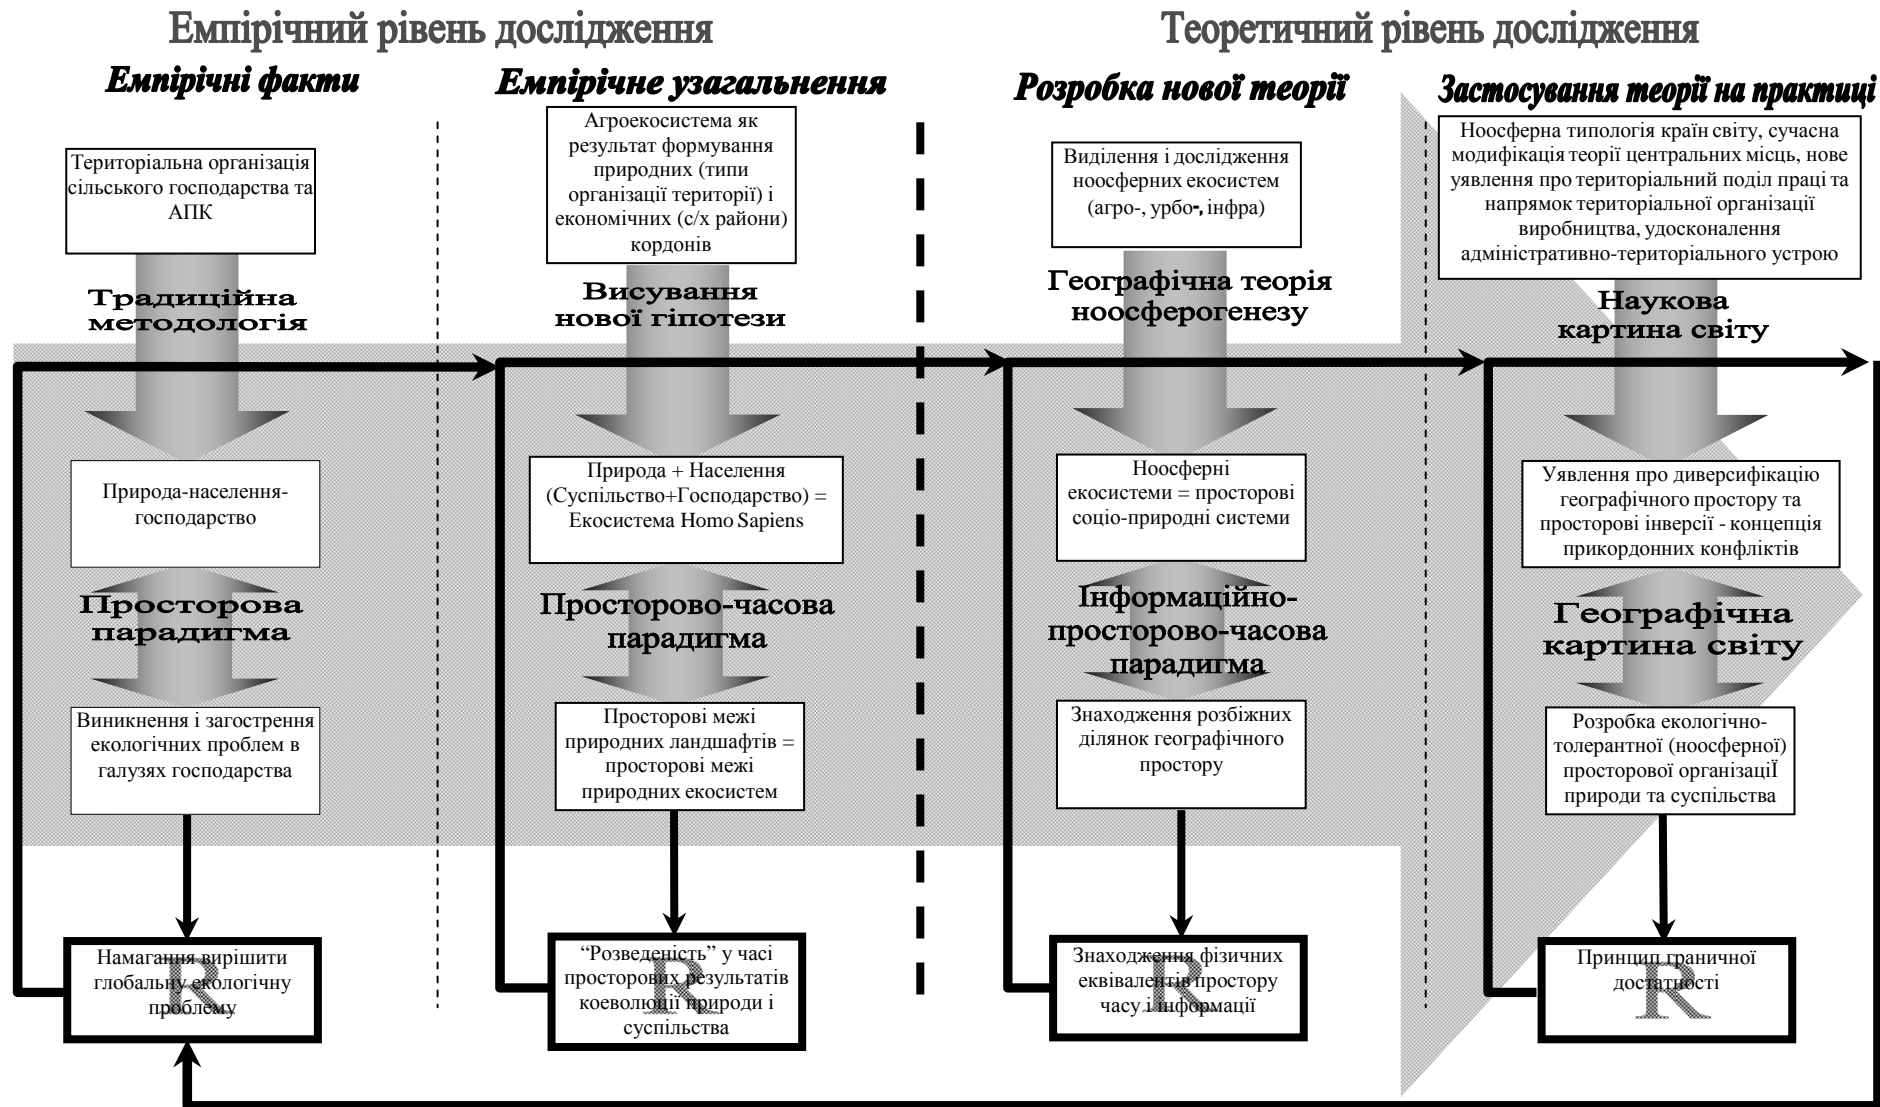 Емпіричний рівень дослідження
Теоретичний рівень дослідження
Емпіричні факти
Емпіричне узагальнення
Розробка нової теорії
Застосування теорії на практиці
Територіальна організація
сільського господарства та
АПК
Традиційна
методологія
Природа-населення-
господарство
Просторова
парадигма
Виникнення і загострення
екологічних проблем в
галузях господарства
Намагання вирішити
глобальну екологічну
проблему
R
Агроекосистема як
результат формування
природних (типи
організації території) і
економічних (с/х райони)
кордонів
Висування
нової гіпотези
Природа + Населення
(Суспільство+Господарство) =
Екосистема Homo Sapiens
Просторово-часова
парадигма
Просторові межі
природних ландшафтів =
просторові межі
природних екосистем
“Розведеність” у часі
просторових результатів
коеволюції природи і
суспільства
R
Виділення і дослідження
ноосферних екосистем
(агро-, урбо-, інфра)
Географічна теорія
ноосферогенезу
Ноосферні
екосистеми = просторові
соціо-природні системи
Інформаційно-
просторово-часова
парадигма
Знаходження розбіжних
ділянок географічного
простору
Знаходження фізичних
еквівалентів простору
часу і информації
R
Ноосферна типологія країн світу, сучасна
модифікація теорії центральних місць, нове
уявлення про територіальний поділ праці та
напрямок територіальної організації
виробництва, удосконалення
адміністративно-територіального устрою
Наукова
картина світу
Уявлення про диверсифікацію
географічного простору та
просторові інверсії - концепція
прикордонних конфліктів
Географічна
картина світу
Розробка екологічно-
толерантної (ноосферної)
просторової організації
природи та суспільства
Принцип граничної
достатності
R